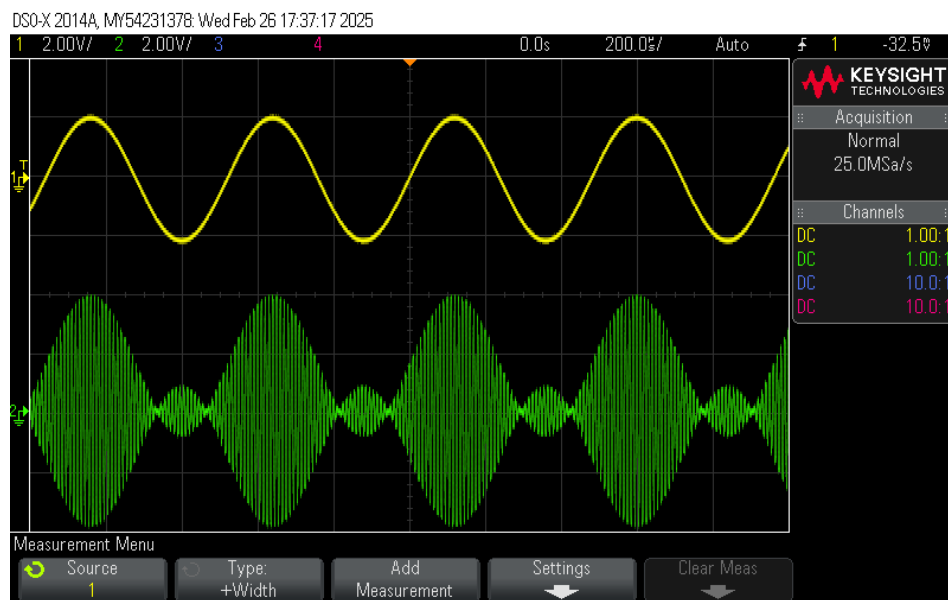 DSO-X 2014A, MY54231378: Wed Feb 26 17:37:17 2025
1 2.00V/ 2 2.00V/ 3 4 0.0s 200.0µs/ Auto 1 -32.5V
KEYSIGHT
TECHNOLOGIES
Acquisition
Normal
25.0MSa/s
Channels
DC 1.00:1
DC 1.00:1
DC 10.0:1
DC 10.0:1
T
1
2
Measurement Menu
Source
1
Type:
+Width
Add
Measurement
Settings
Clear Meas